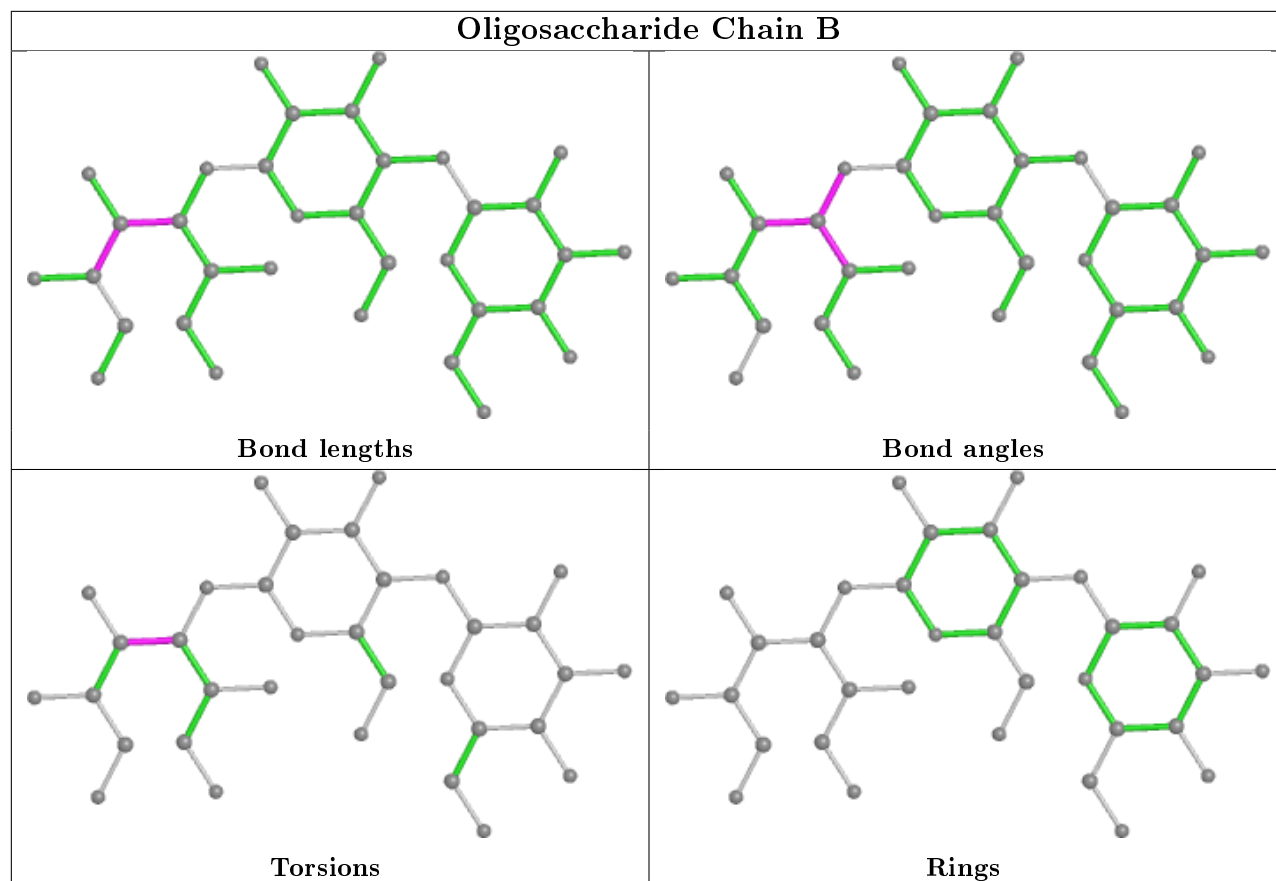 Oligosaccharide Chain B
Bond lengths
Bond angles
Torsions
Rings